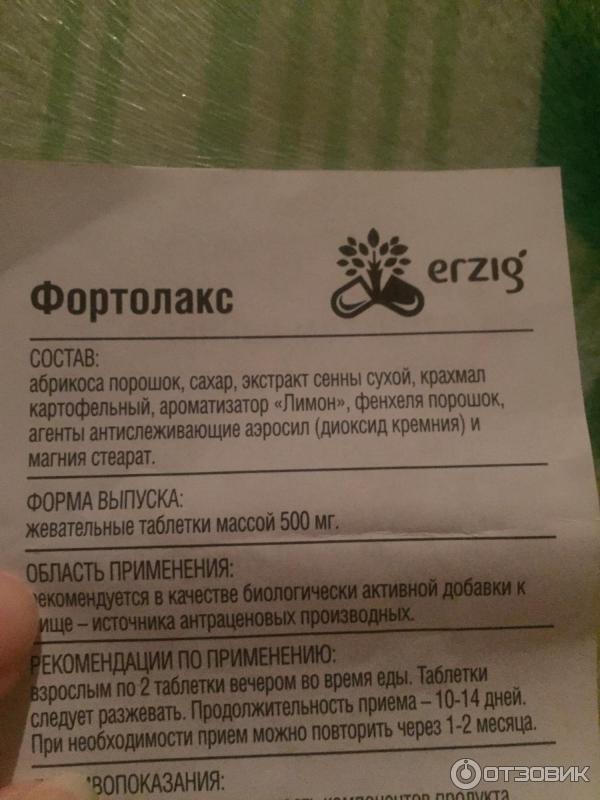 erzig
Фортолакс
СОСТАВ:
абрикоса порошок, сахар, экстракт сенны сухой, крахмал
картофельный, ароматизатор «Лимон», фенхеля порошок,
агенты антислеживающие аэросил (диоксид кремния) и
магния стеарат.
ФОРМА ВЫПУСКА:
жевательные таблетки массой 500 мг.
ОБЛАСТЬ ПРИМЕНЕНИЯ:
рекомендуется в качестве биологически активной добавки к
пище – источника антраценовых производных.
РЕКОМЕНДАЦИИ ПО ПРИМЕНЕНИЮ:
взрослым по 2 таблетки вечером во время еды. Таблетки
следует разжевать. Продолжительность приема – 10-14 дней.
При необходимости прием можно повторить через 1-2 месяца.
компонентов продукта
ОТЗОВИК